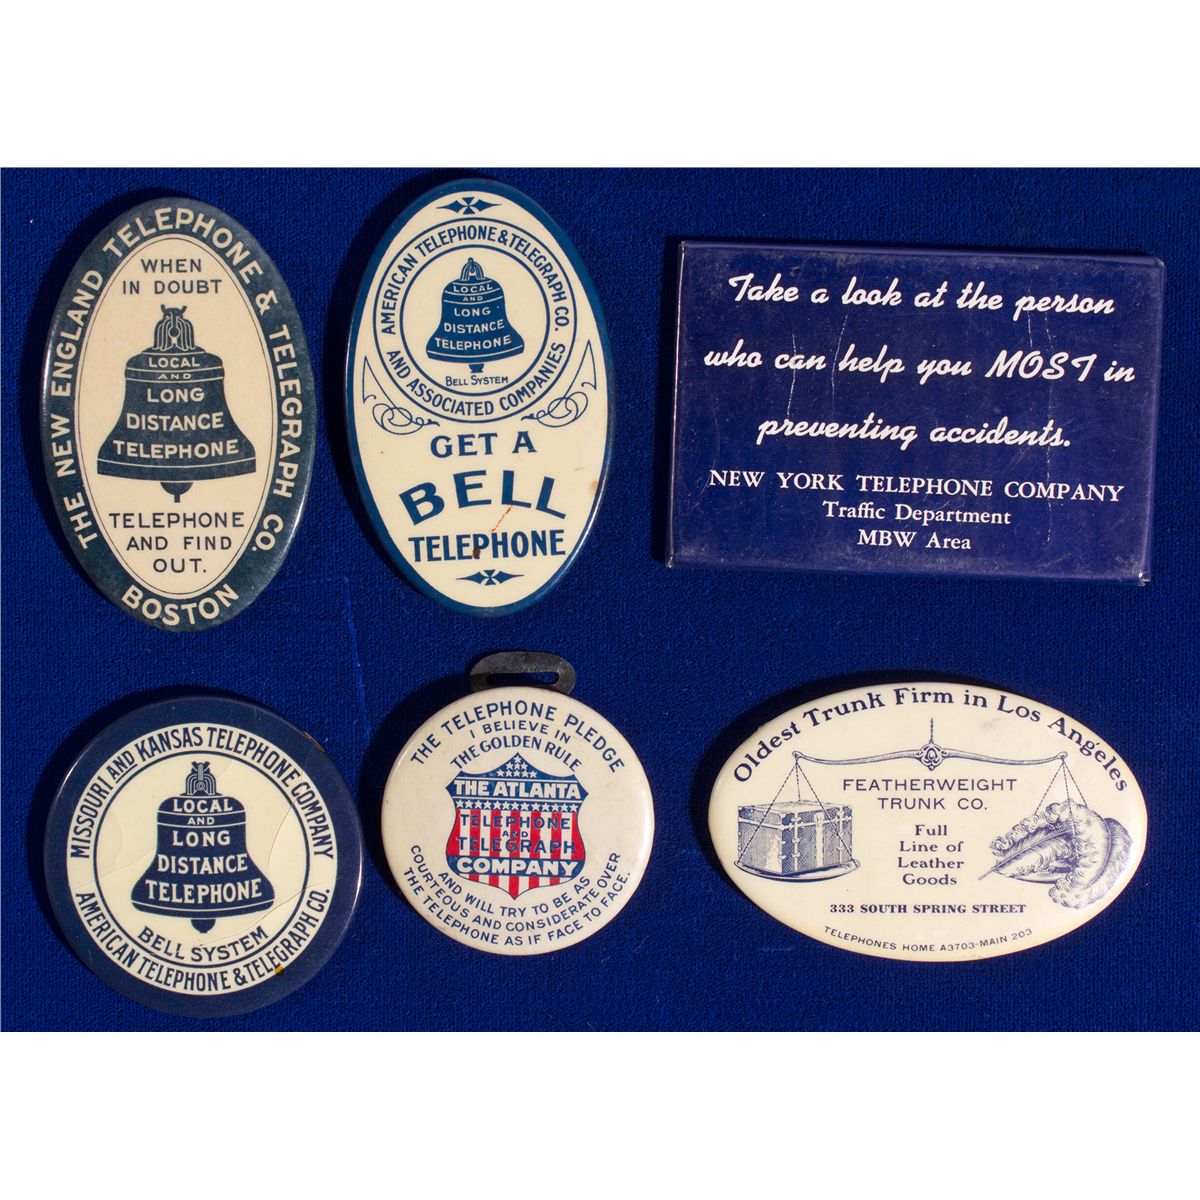 THE NEW ENGLAND TELEPHONE & TELEGRAPH CO.
BOSTON
WHEN
IN DOUBT
LOCAL
AND
LONG
DISTANCE
TELEPHONE
TELEPHONE
AND FIND
OUT.
AMERICAN TELEPHONE & TELEGRAPH CO.
AND ASSOCIATED COMPANIES
LOCAL
AND
LONG
DISTANCE
TELEPHONE
BELL SYSTEM
GET A
BELL
TELEPHONE
Take a look at the person
who can help you MOST in
preventing accidents.
NEW YORK TELEPHONE COMPANY
Traffic Department
MBW Area
MISSOURI AND KANSAS TELEPHONE COMPANY
LOCAL
AND
LONG
DISTANCE
TELEPHONE
BELL SYSTEM
AMERICAN TELEPHONE & TELEGRAPH CO.
THE TELEPHONE PLEDGE
I BELIEVE IN
THE GOLDEN RULE
THE ATLANTA
TELEPHONE
AND
TELEGRAPH
COMPANY
AND WILL TRY TO BE AS
COURTEOUS AND CONSIDERATE OVER
THE TELEPHONE AS IF FACE TO FACE.
Oldest Trunk Firm in Los Angeles
FEATHERWEIGHT
TRUNK CO.
Full
Line of
Leather
Goods
333 SOUTH SPRING STREET
TELEPHONES HOME A3703-MAIN 203